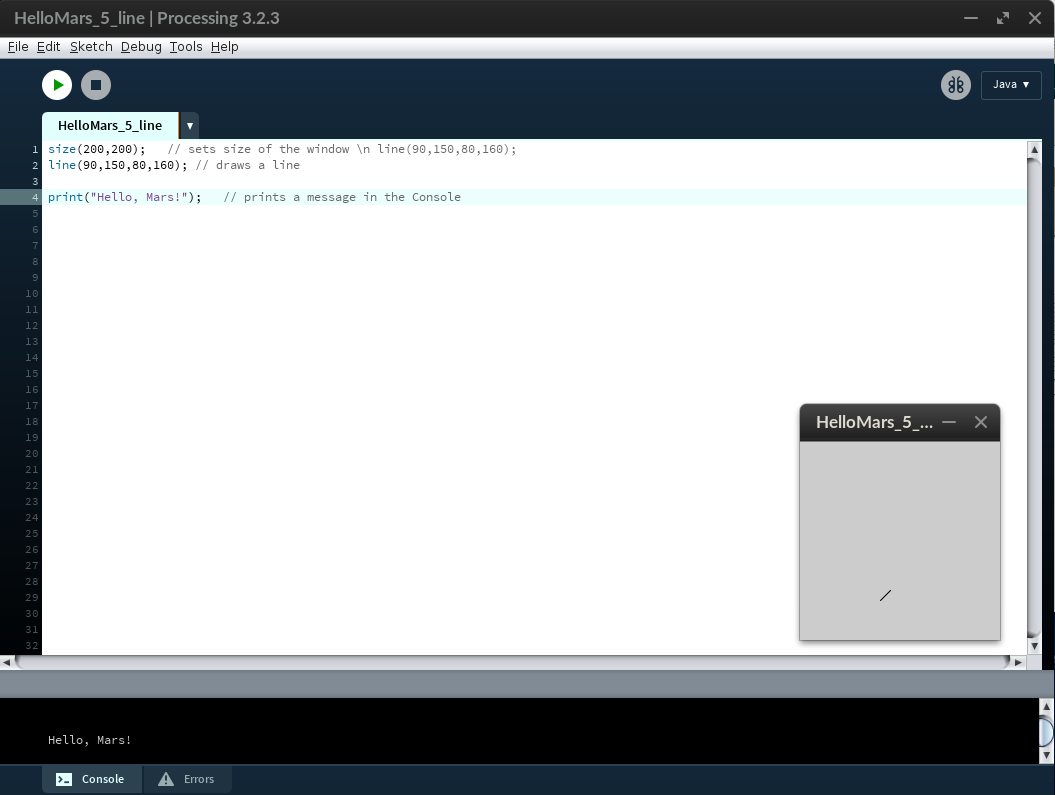 HelloMars_5_line | Processing 3.2.3
File Edit Sketch Debug Tools Help
Java ▼
HelloMars_5_line ▼
1 size(200,200);   // sets size of the window \n line(90,150,80,160);
2 line(90,150,80,160); // draws a line
3
4 print("Hello, Mars!");   // prints a message in the Console
5
6
7
8
9
10
11
12
13
14
15
16
17
18
19
20
21
22
23
24
25
26
27
28
29
30
31
32
HelloMars_5_...
Hello, Mars!
Console Errors